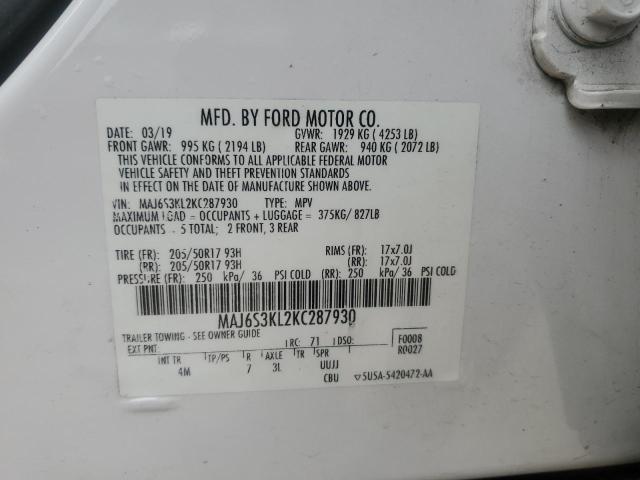 MFD. BY FORD MOTOR CO.
DATE: 03/19 GVWR: 1929 KG ( 4253 LB)
FRONT GAWR: 995 KG ( 2194 LB) REAR GAWR: 940 KG ( 2072 LB)
THIS VEHICLE CONFORMS TO ALL APPLICABLE FEDERAL MOTOR
VEHICLE SAFETY AND THEFT PREVENTION STANDARDS
IN EFFECT ON THE DATE OF MANUFACTURE SHOWN ABOVE.
VIN: MAJ6S3KL2KC287930 TYPE: MPV
MAXIMUM LOAD = OCCUPANTS + LUGGAGE = 375KG/ 827LB
OCCUPANTS - 5 TOTAL; 2 FRONT, 3 REAR
TIRE (FR): 205/50R17 93H RIMS (FR): 17x7.0J
(RR): 205/50R17 93H (RR): 17x7.0J
PRESSURE (FR): 250 kPa/ 36 PSI COLD (RR): 250 kPa/ 36 PSI COLD
MAJ6S3KL2KC287930
TRAILER TOWING - SEE OWNER GUIDE F0008
EXT PNT: RC: 71 DSO: R0027
INT TR TP/PS R AXLE TR SPR
4M 7 3L UUJJ
CBU ▽5U5A-5420472-AA